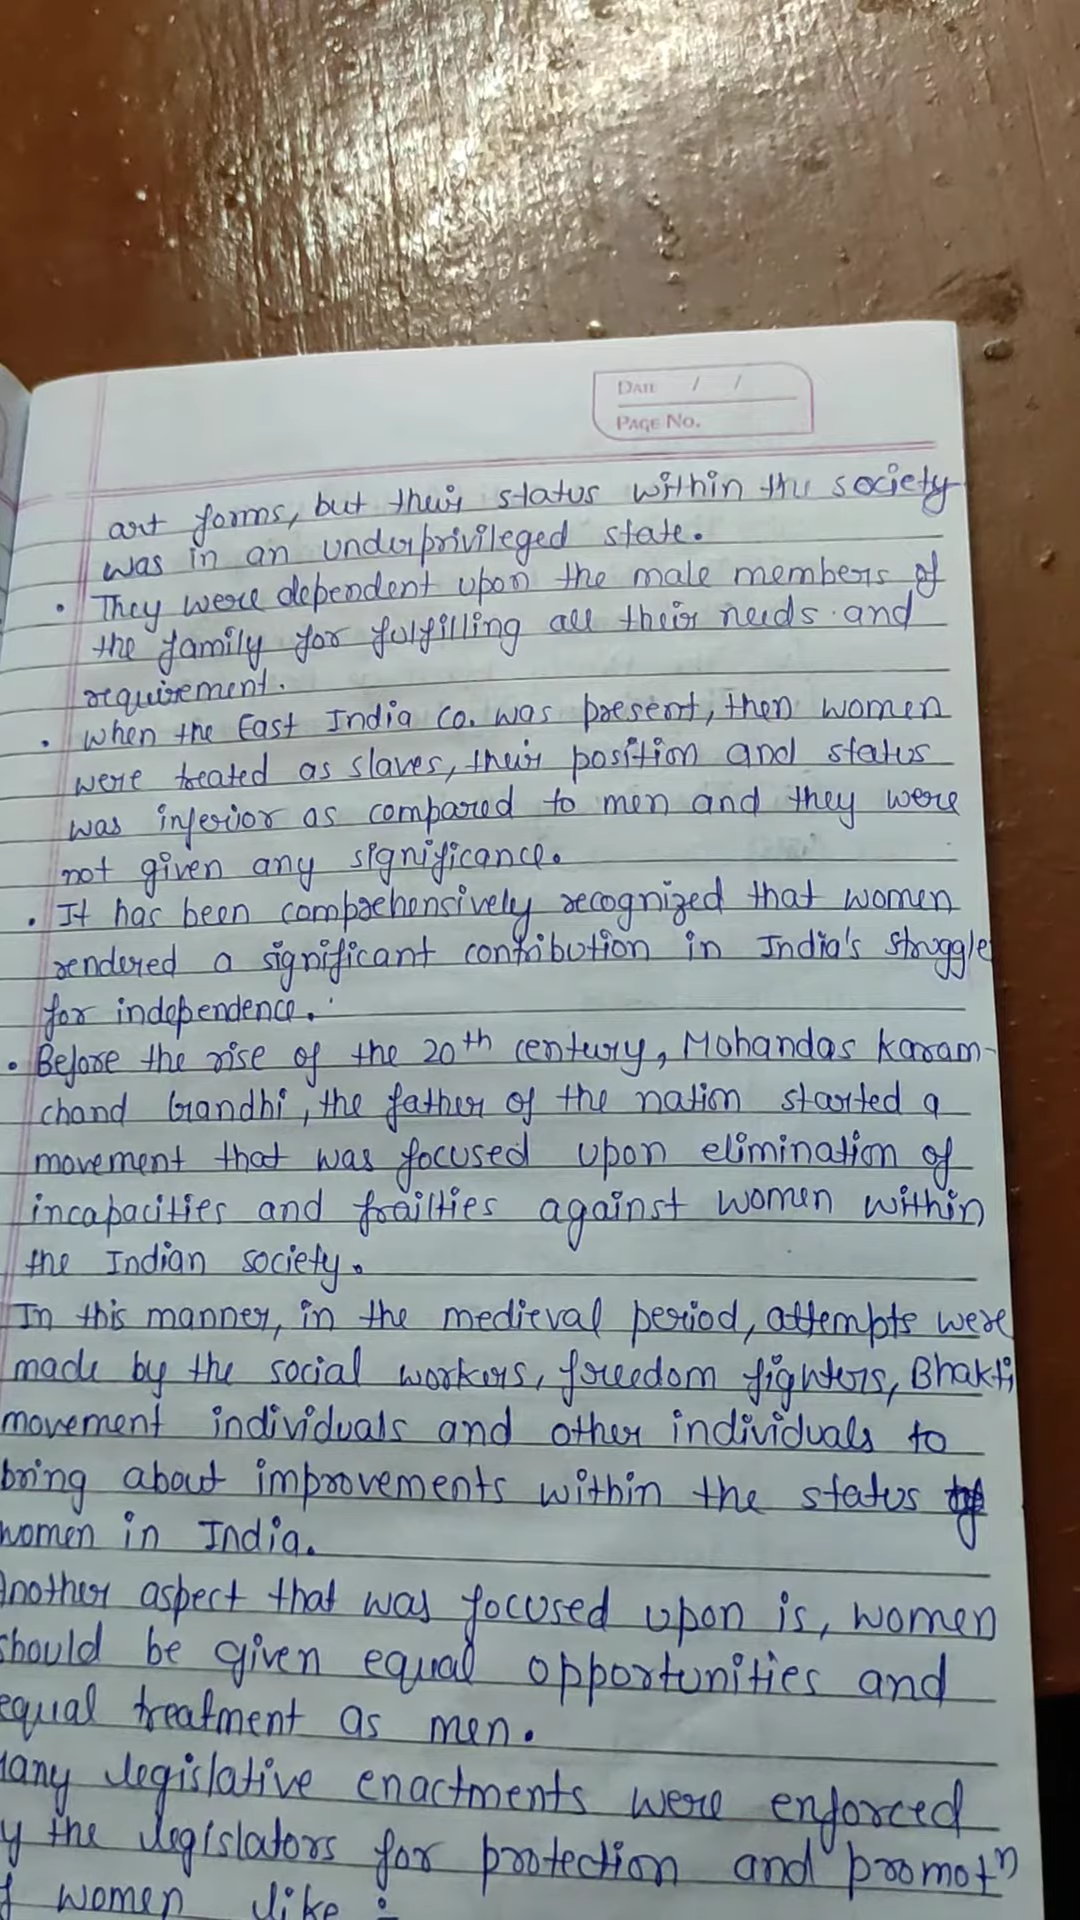 DATE / /
PAGE NO.
art forms, but their status within the society
was in an underprivileged state.
• They were dependent upon the male members of
the family for fulfilling all their needs and
requirement.
• When the East India Co. was present, then women
were treated as slaves, their position and status
was inferior as compared to men and they were
not given any significance.
• It has been comprehensively recognized that women
rendered a significant contribution in India's struggle
for independence.
• Before the rise of the 20th century, Mohandas Karam-
chand Gandhi, the father of the nation started a
movement that was focused upon elimination of
incapacities and frailties against women within
the Indian society.
In this manner, in the medieval period, attempts were
made by the social workers, freedom fighters, Bhakti
movement individuals and other individuals to
bring about improvements within the status of
women in India.
Another aspect that was focused upon is, women
should be given equal opportunities and
equal treatment as men.
legislative enactments were enforced
the legislators for protection and promotn
women like :